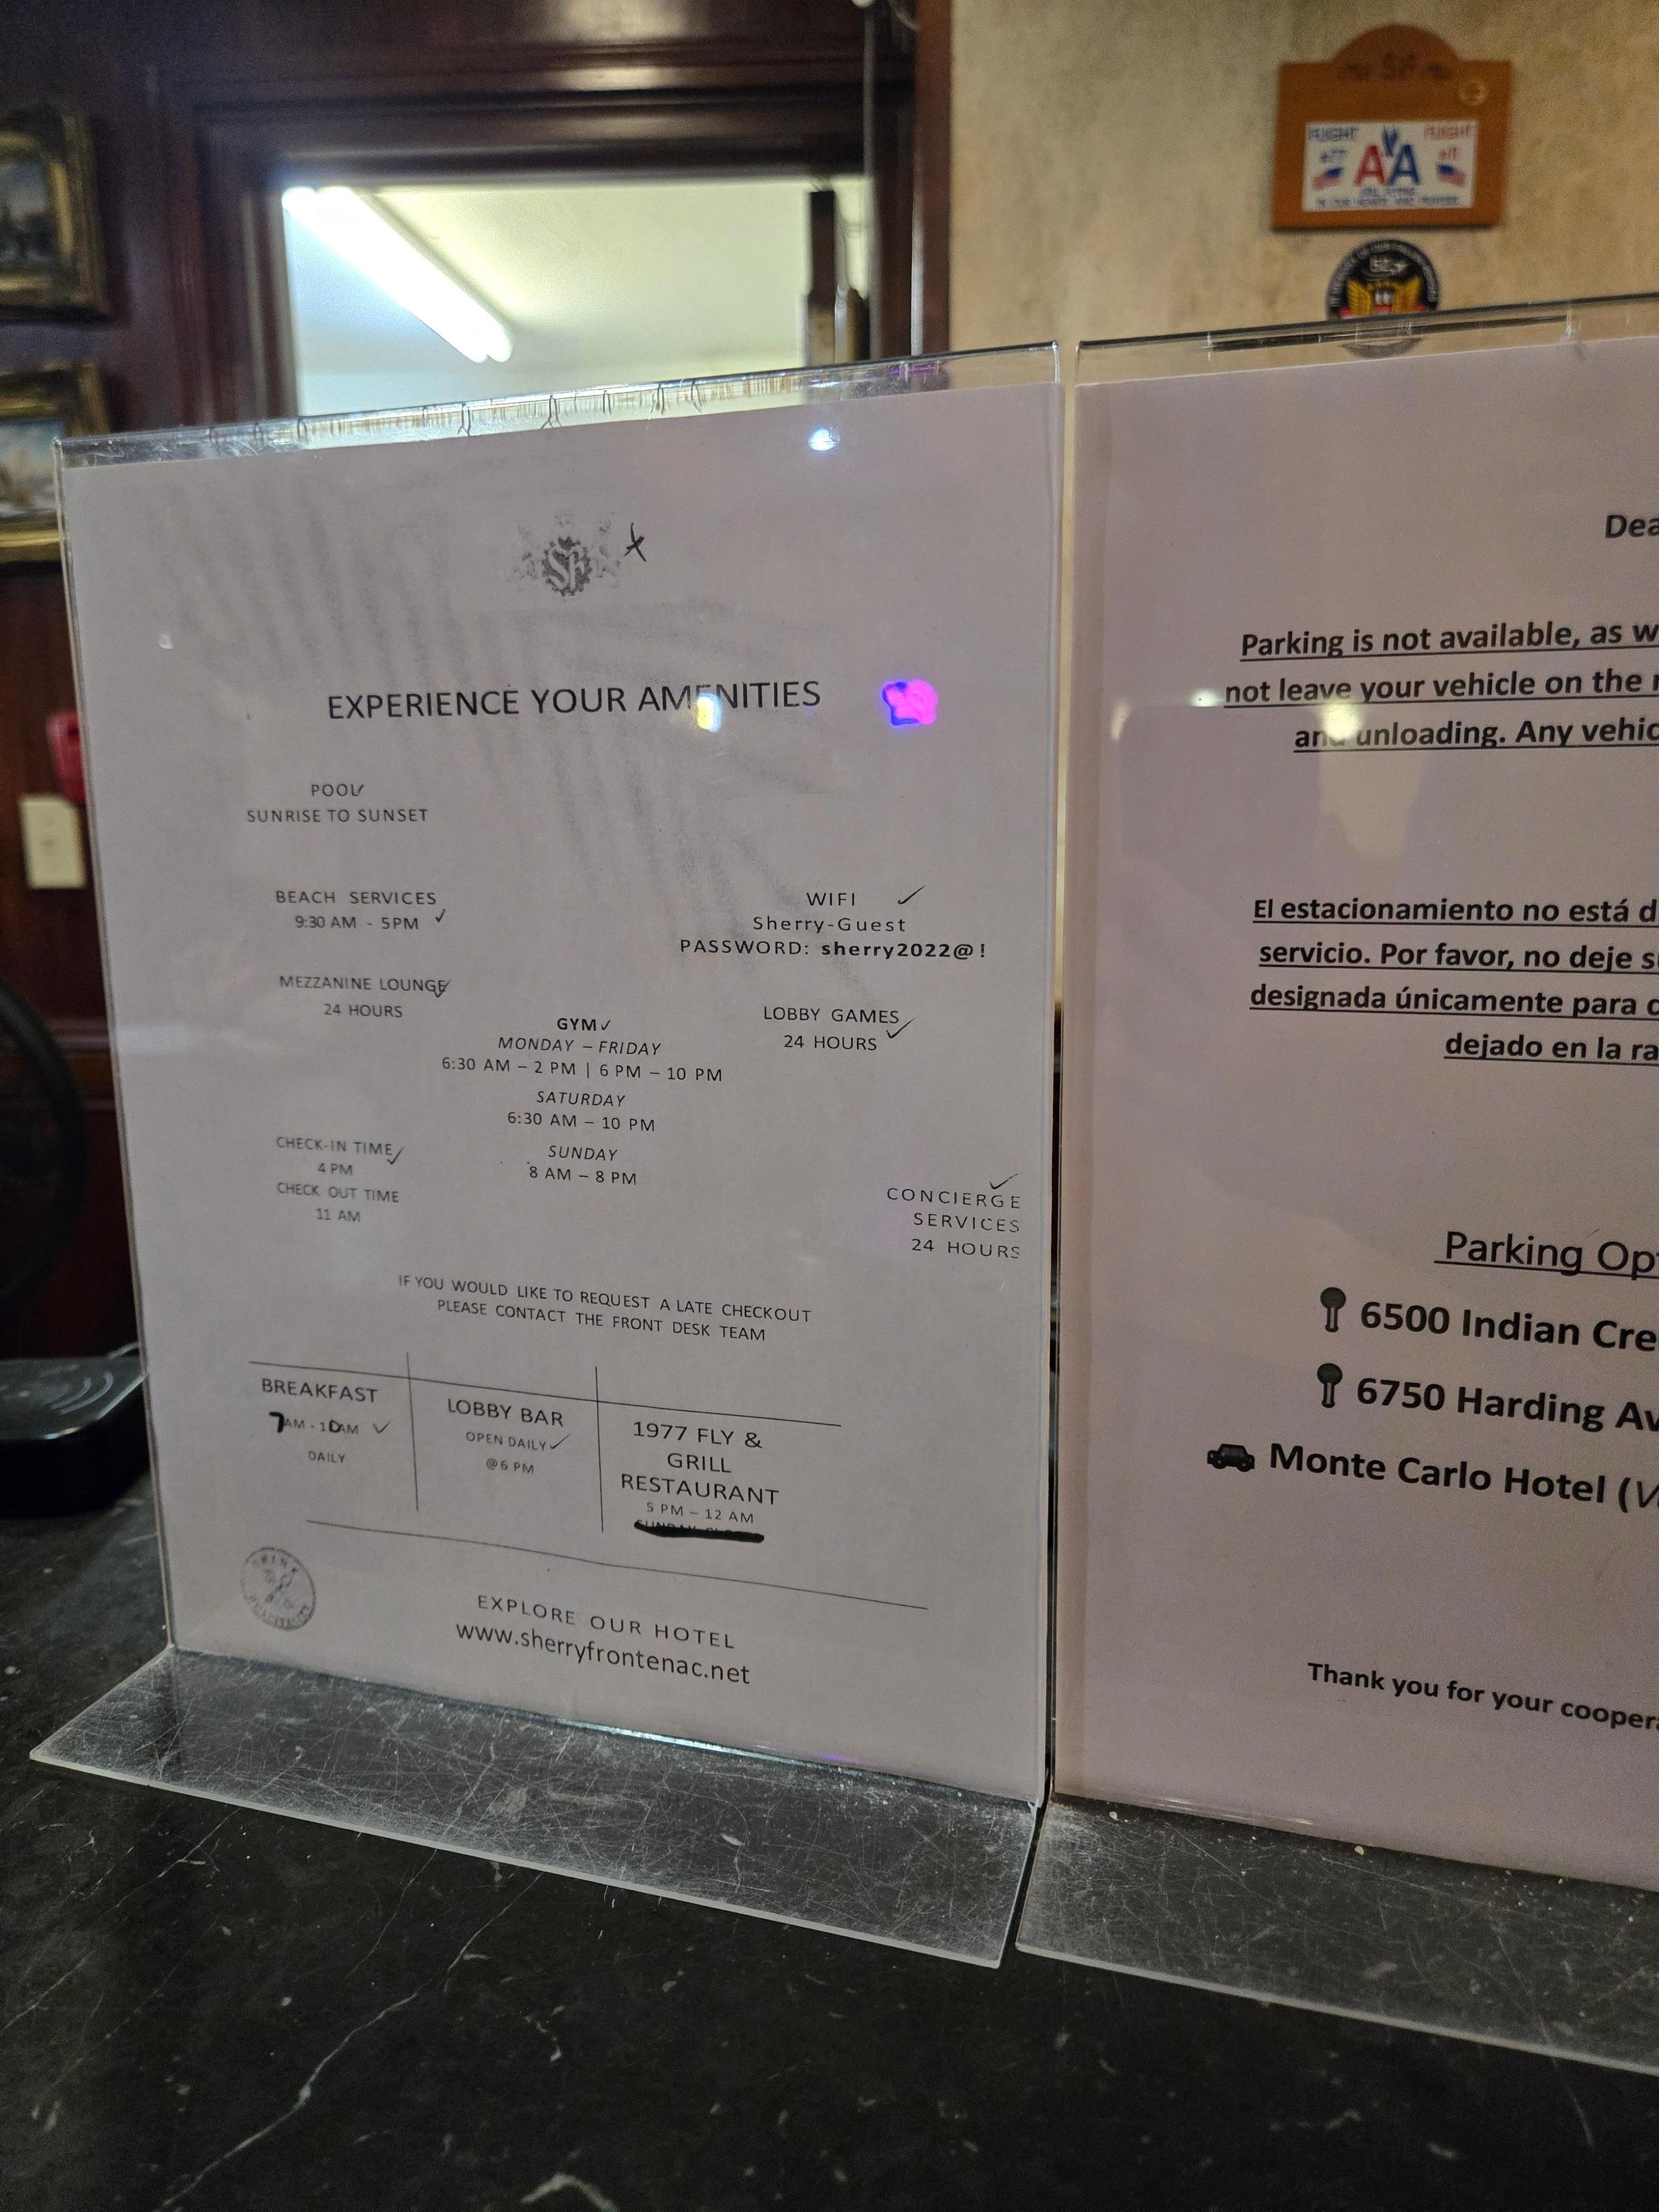 FLIGHT
FLIGHT
AA
EXPERIENCE YOUR AMENITIES
POOL
SUNRISE TO SUNSET
BEACH SERVICES
9:30 AM - 5PM
WIFI
Sherry-Guest
PASSWORD: sherry2022@!
MEZZANINE LOUNGE
24 HOURS
LOBBY GAMES
24 HOURS
GYM
MONDAY – FRIDAY
6:30 AM – 2 PM | 6 PM – 10 PM
SATURDAY
6:30 AM – 10 PM
SUNDAY
8 AM – 8 PM
CHECK-IN TIME
4 PM
CHECK OUT TIME
11 AM
CONCIERGE
SERVICES
24 HOURS
IF YOU WOULD LIKE TO REQUEST A LATE CHECKOUT
PLEASE CONTACT THE FRONT DESK TEAM
BREAKFAST
7AM - 10AM
DAILY
LOBBY BAR
OPEN DAILY
@6 PM
1977 FLY &
GRILL
RESTAURANT
5 PM – 12 AM
EXPLORE OUR HOTEL
www.sherryfrontenac.net
Dea
Parking is not available, as w
not leave your vehicle on the
and unloading. Any vehic
El estacionamiento no está d
servicio. Por favor, no deje s
designada únicamente para
dejado en la ra
Parking Op
6500 Indian Cre
6750 Harding Av
Monte Carlo Hotel (V
Thank you for your coopera